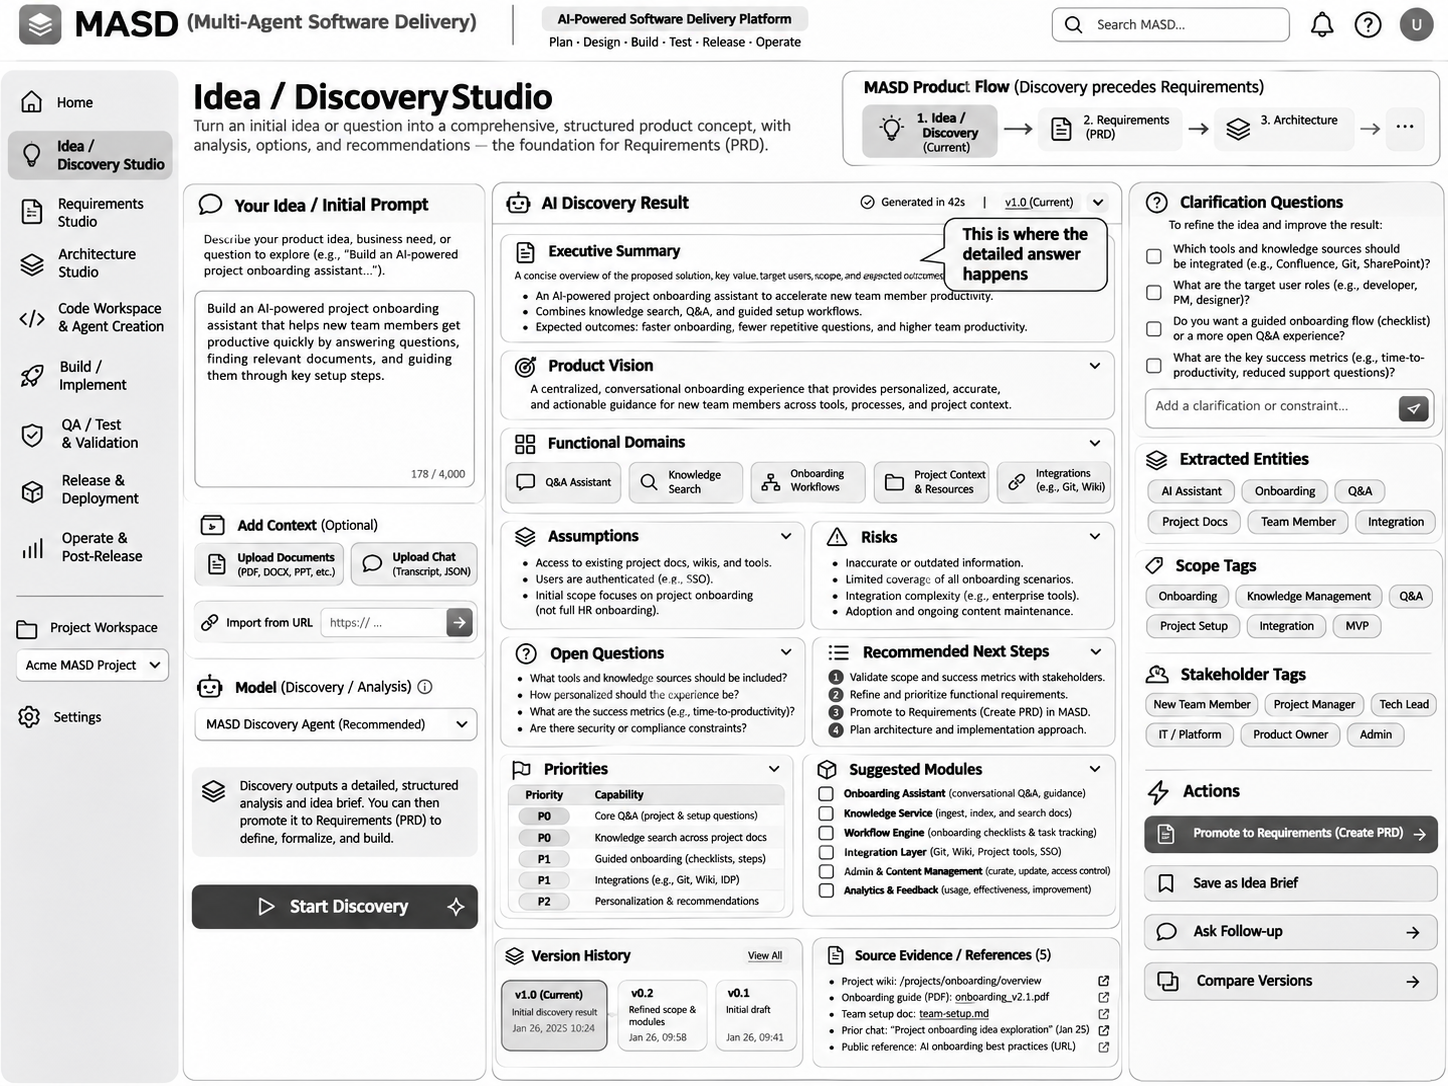 MASD (Multi-Agent Software Delivery)
AI-Powered Software Delivery Platform
Plan · Design · Build · Test · Release · Operate
Search MASD...
U
Home
Idea /
Discovery Studio
Requirements
Studio
Architecture
Studio
Code Workspace
& Agent Creation
Build /
Implement
QA / Test
& Validation
Release &
Deployment
Operate &
Post-Release
Project Workspace
Acme MASD Project
Settings
Idea / Discovery Studio
Turn an initial idea or question into a comprehensive, structured product concept, with
analysis, options, and recommendations — the foundation for Requirements (PRD).
MASD Product Flow (Discovery precedes Requirements)
1. Idea /
Discovery
(Current)
2. Requirements
(PRD)
3. Architecture
...
Your Idea / Initial Prompt
Describe your product idea, business need, or
question to explore (e.g., “Build an AI-powered
project onboarding assistant...”).
Build an AI-powered project onboarding
assistant that helps new team members get
productive quickly by answering questions,
finding relevant documents, and guiding
them through key setup steps.
178 / 4,000
Add Context (Optional)
Upload Documents
(PDF, DOCX, PPT, etc.)
Upload Chat
(Transcript, JSON)
Import from URL
https:// ...
Model (Discovery / Analysis)
MASD Discovery Agent (Recommended)
Discovery outputs a detailed, structured
analysis and idea brief. You can then
promote it to Requirements (PRD) to
define, formalize, and build.
Start Discovery
AI Discovery Result
Generated in 42s | v1.0 (Current)
This is where the
detailed answer
happens
Executive Summary
A concise overview of the proposed solution, key value, target users, scope, and expected outcomes
• An AI-powered project onboarding assistant to accelerate new team member productivity.
• Combines knowledge search, Q&A, and guided setup workflows.
• Expected outcomes: faster onboarding, fewer repetitive questions, and higher team productivity.
Product Vision
A centralized, conversational onboarding experience that provides personalized, accurate,
and actionable guidance for new team members across tools, processes, and project context.
Functional Domains
Q&A Assistant
Knowledge
Search
Onboarding
Workflows
Project Context
& Resources
Integrations
(e.g., Git, Wiki)
Assumptions
• Access to existing project docs, wikis, and tools.
• Users are authenticated (e.g., SSO).
• Initial scope focuses on project onboarding
(not full HR onboarding).
Risks
• Inaccurate or outdated information.
• Limited coverage of all onboarding scenarios.
• Integration complexity (e.g., enterprise tools).
• Adoption and ongoing content maintenance.
Open Questions
• What tools and knowledge sources should be included?
• How personalized should the experience be?
• What are the success metrics (e.g., time-to-productivity)?
• Are there security or compliance constraints?
Recommended Next Steps
1 Validate scope and success metrics with stakeholders.
2 Refine and prioritize functional requirements.
3 Promote to Requirements (Create PRD) in MASD.
4 Plan architecture and implementation approach.
Priorities
Priority Capability
P0 Core Q&A (project & setup questions)
P0 Knowledge search across project docs
P1 Guided onboarding (checklists, steps)
P1 Integrations (e.g., Git, Wiki, IDP)
P2 Personalization & recommendations
Suggested Modules
Onboarding Assistant (conversational Q&A, guidance)
Knowledge Service (ingest, index, and search docs)
Workflow Engine (onboarding checklists & task tracking)
Integration Layer (Git, Wiki, Project tools, SSO)
Admin & Content Management (curate, update, access control)
Analytics & Feedback (usage, effectiveness, improvement)
Version History
View All
v1.0 (Current)
Initial discovery result
Jan 26, 2025 10:24
v0.2
Refined scope &
modules
Jan 26, 09:58
v0.1
Initial draft
Jan 26, 09:41
Source Evidence / References (5)
• Project wiki: /projects/onboarding/overview
• Onboarding guide (PDF): onboarding_v2.1.pdf
• Team setup doc: team-setup.md
• Prior chat: “Project onboarding idea exploration” (Jan 25)
• Public reference: AI onboarding best practices (URL)
Clarification Questions
To refine the idea and improve the result:
Which tools and knowledge sources should
be integrated (e.g., Confluence, Git, SharePoint)?
What are the target user roles (e.g., developer,
PM, designer)?
Do you want a guided onboarding flow (checklist)
or a more open Q&A experience?
What are the key success metrics (e.g., time-to-
productivity, reduced support questions)?
Add a clarification or constraint...
Extracted Entities
AI Assistant
Onboarding
Q&A
Project Docs
Team Member
Integration
Scope Tags
Onboarding
Knowledge Management
Q&A
Project Setup
Integration
MVP
Stakeholder Tags
New Team Member
Project Manager
Tech Lead
IT / Platform
Product Owner
Admin
Actions
Promote to Requirements (Create PRD)
Save as Idea Brief
Ask Follow-up
Compare Versions